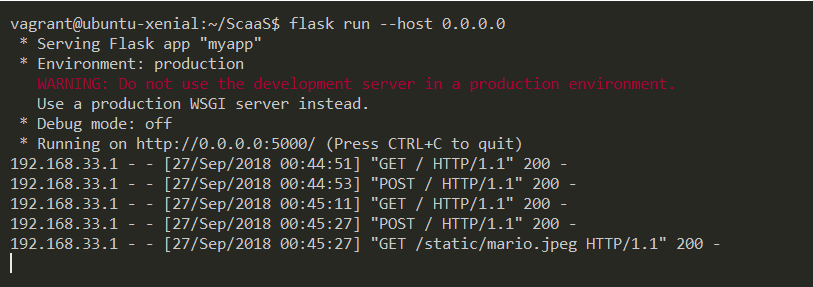 vagrant@ubuntu-xenial:~/ScaaS$ flask run --host 0.0.0.0
* Serving Flask app "myapp"
* Environment: production
WARNING: Do not use the development server in a production environment.
Use a production WSGI server instead.
* Debug mode: off
* Running on http://0.0.0.0:5000/ (Press CTRL+C to quit)
192.168.33.1 - - [27/Sep/2018 00:44:51] "GET / HTTP/1.1" 200 -
192.168.33.1 - - [27/Sep/2018 00:44:53] "POST / HTTP/1.1" 200 -
192.168.33.1 - - [27/Sep/2018 00:45:11] "GET / HTTP/1.1" 200 -
192.168.33.1 - - [27/Sep/2018 00:45:27] "POST / HTTP/1.1" 200 -
192.168.33.1 - - [27/Sep/2018 00:45:27] "GET /static/mario.jpeg HTTP/1.1" 200 -